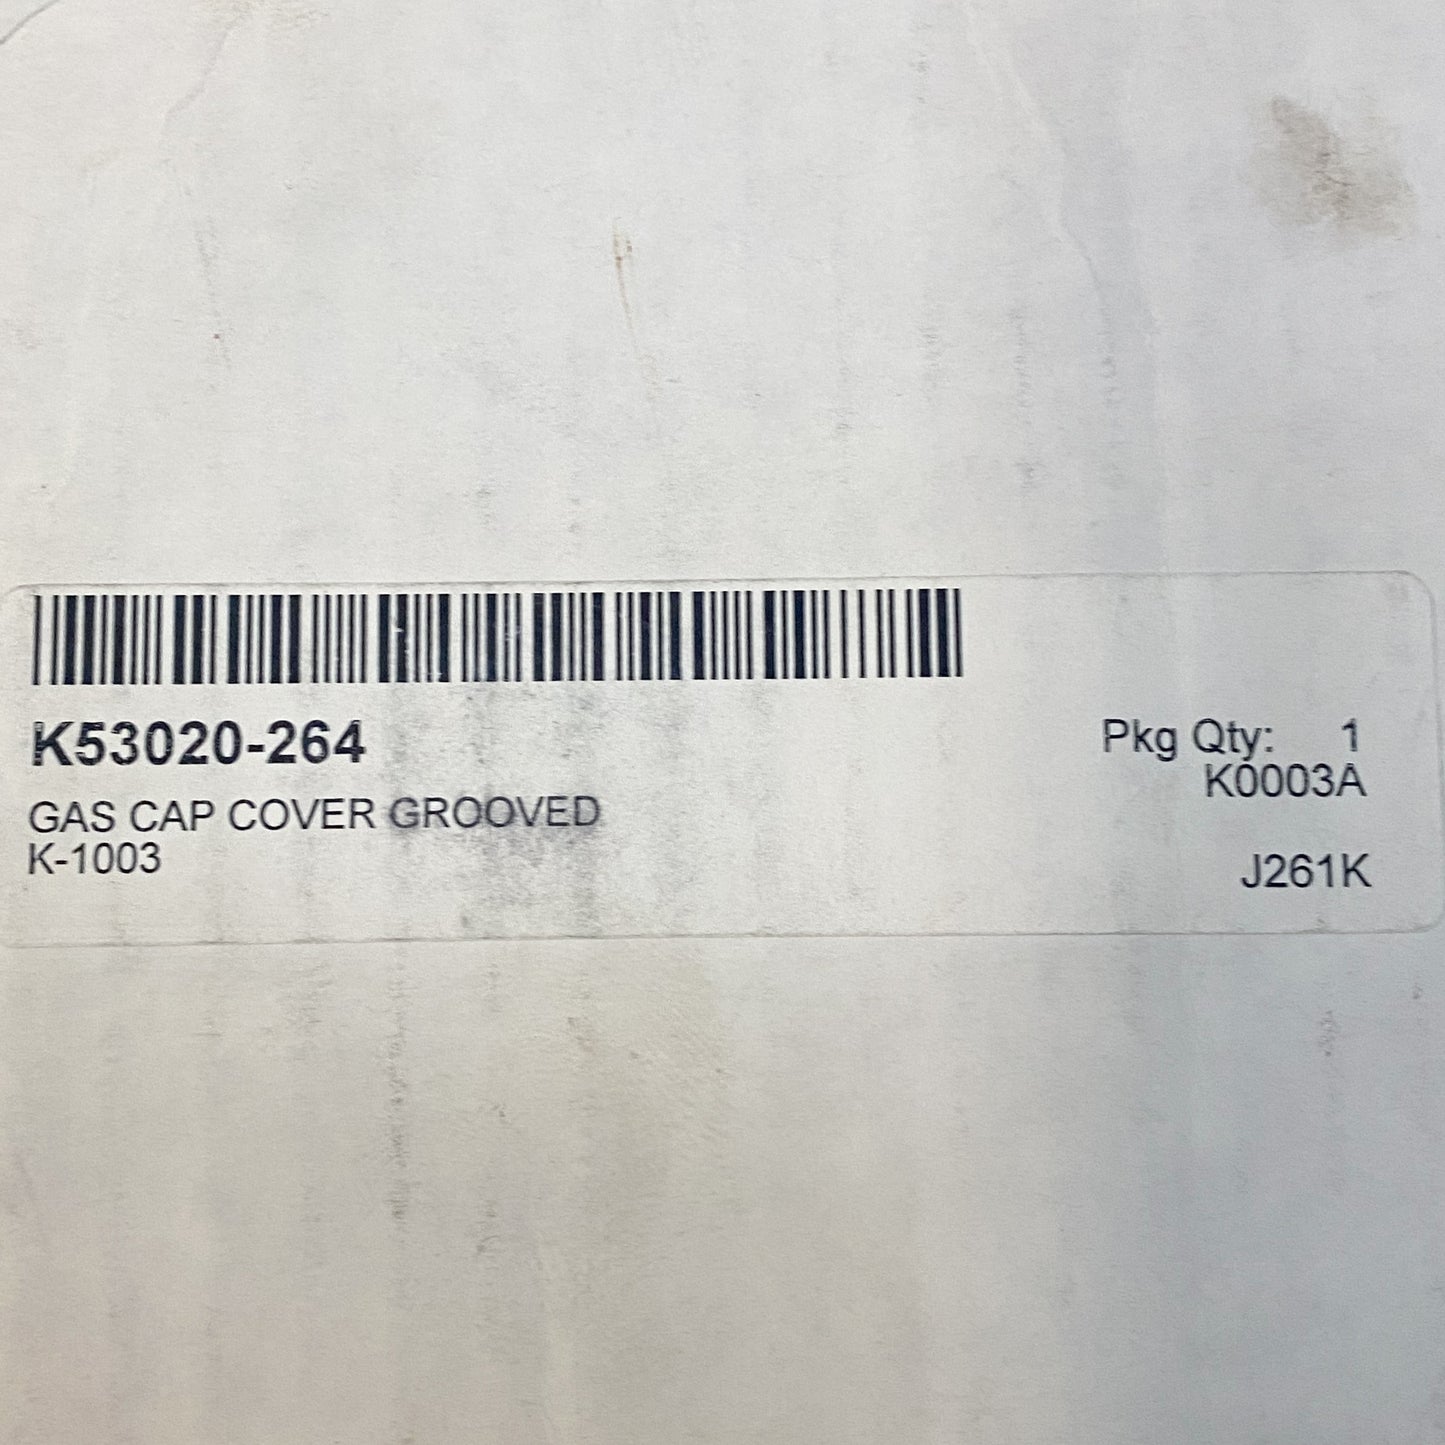 K53020-264
GAS CAP COVER GROOVED
K-1003
Pkg Qty: 1
K0003A
J261K